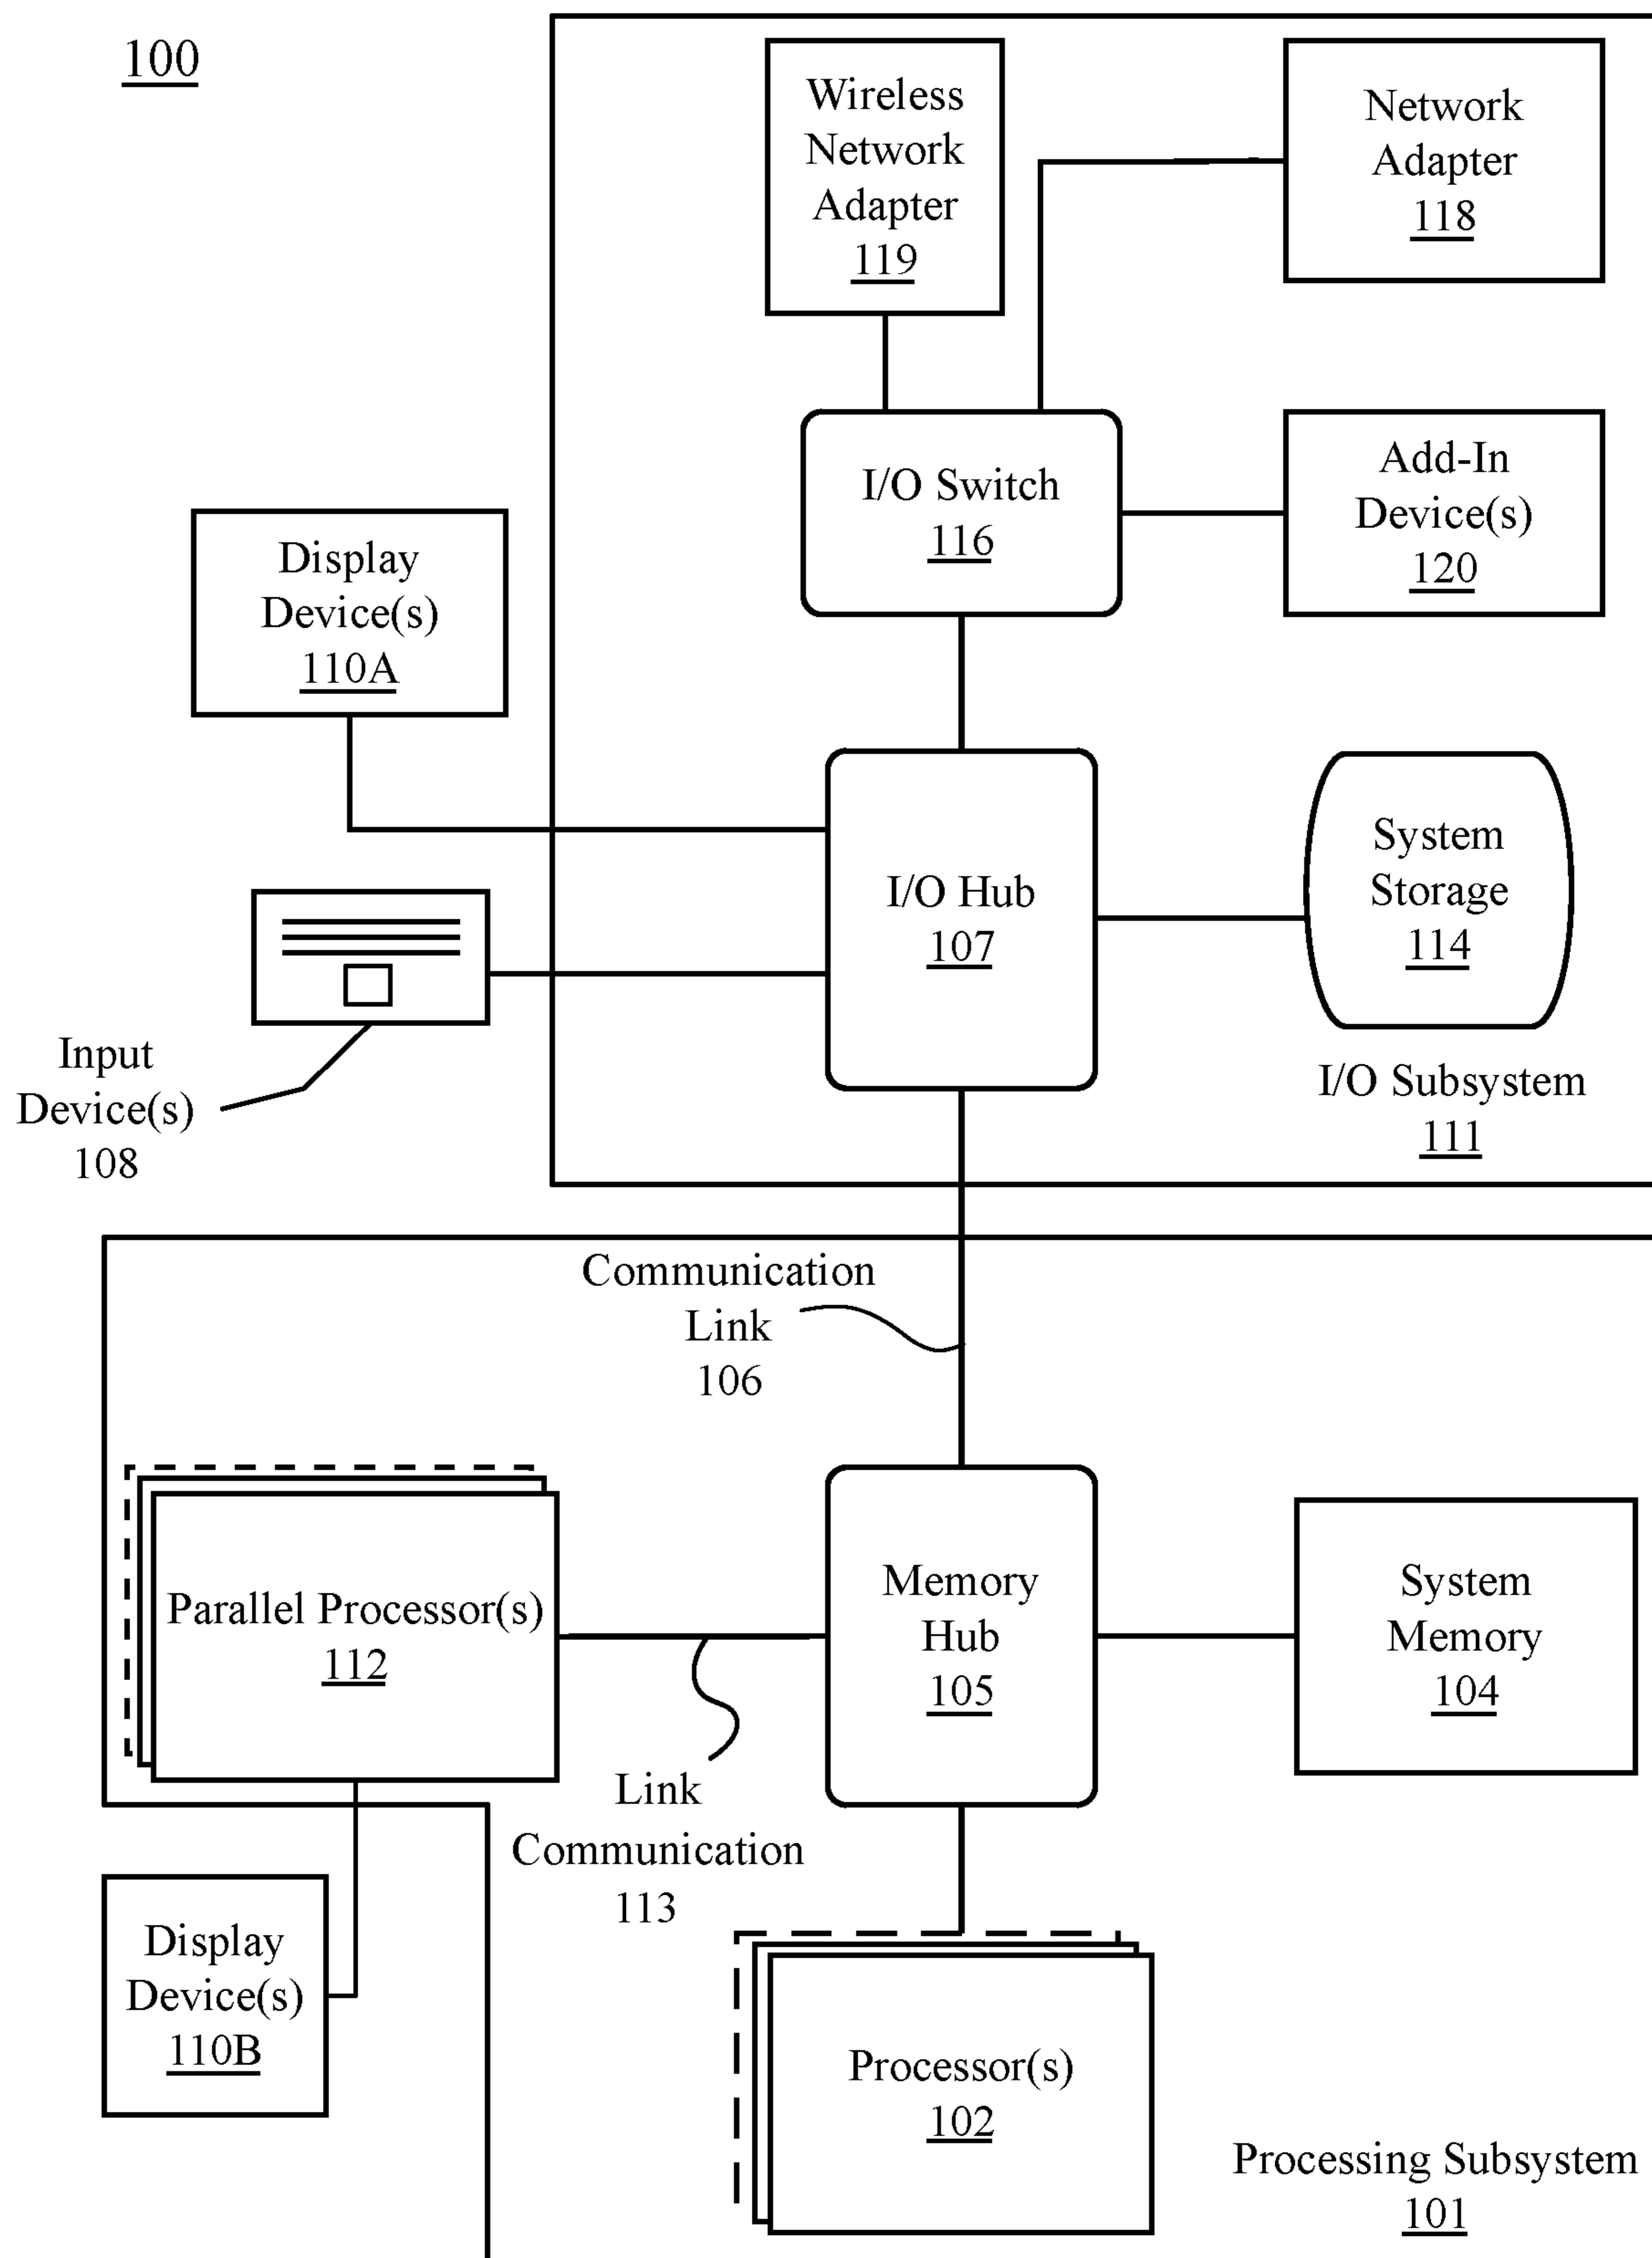 100
Wireless
Network
Adapter
119
Network
Adapter
118
I/O Switch
116
Add-In
Device(s)
120
Display
Device(s)
110A
I/O Hub
107
System
Storage
114
Input
Device(s)
108
I/O Subsystem
111
Communication
Link
106
Parallel Processor(s)
112
Memory
Hub
105
System
Memory
104
Link
Communication
113
Display
Device(s)
110B
Processor(s)
102
Processing Subsystem
101